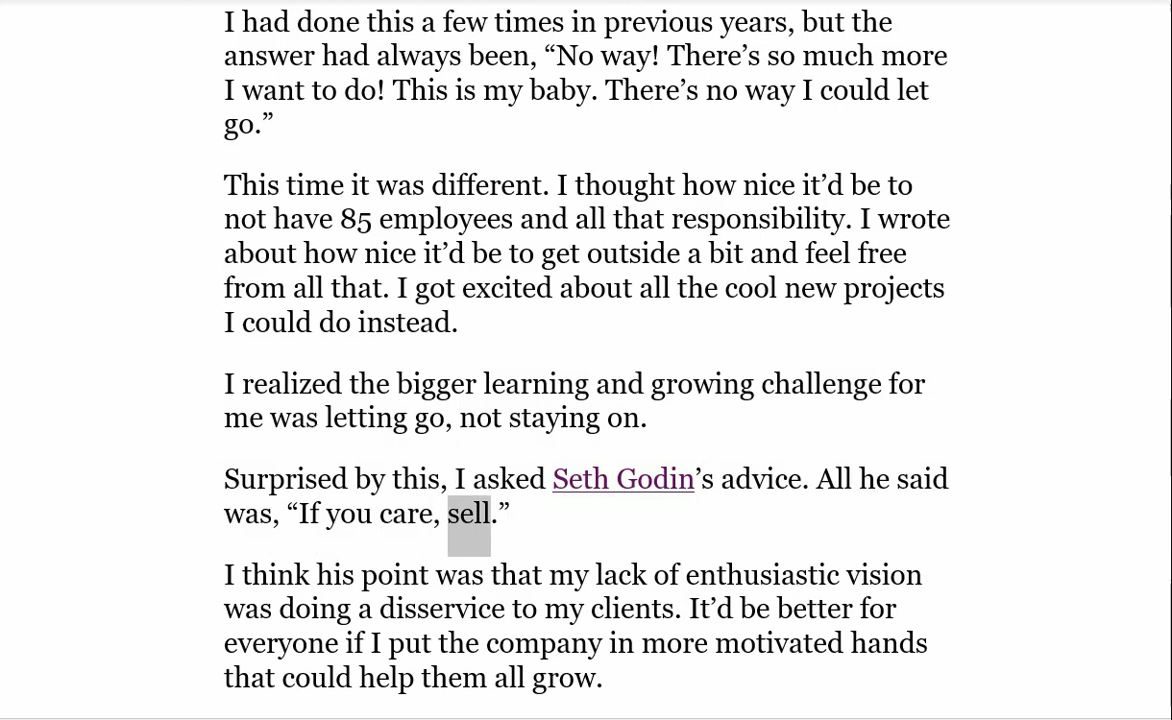 I had done this a few times in previous years, but the
answer had always been, “No way! There’s so much more
I want to do! This is my baby. There’s no way I could let
go.”
This time it was different. I thought how nice it’d be to
not have 85 employees and all that responsibility. I wrote
about how nice it’d be to get outside a bit and feel free
from all that. I got excited about all the cool new projects
I could do instead.
I realized the bigger learning and growing challenge for
me was letting go, not staying on.
Surprised by this, I asked Seth Godin’s advice. All he said
was, “If you care, sell.”
I think his point was that my lack of enthusiastic vision
was doing a disservice to my clients. It’d be better for
everyone if I put the company in more motivated hands
that could help them all grow.